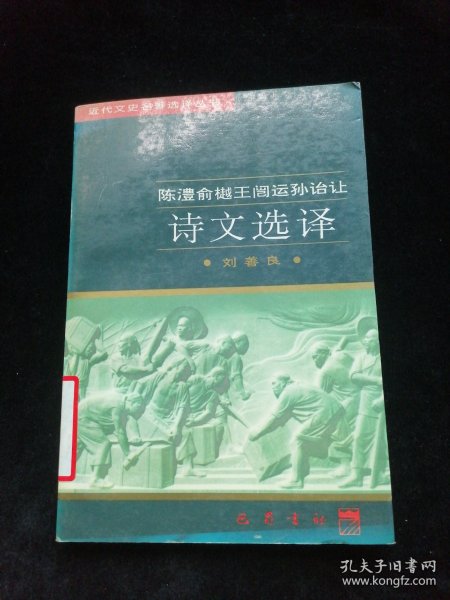 近代文史名著选译丛书
陈澧俞樾王闿运孙诒让
诗文选译
•刘善良•
巴蜀书社
孔夫子旧书网
www.kongfz.com